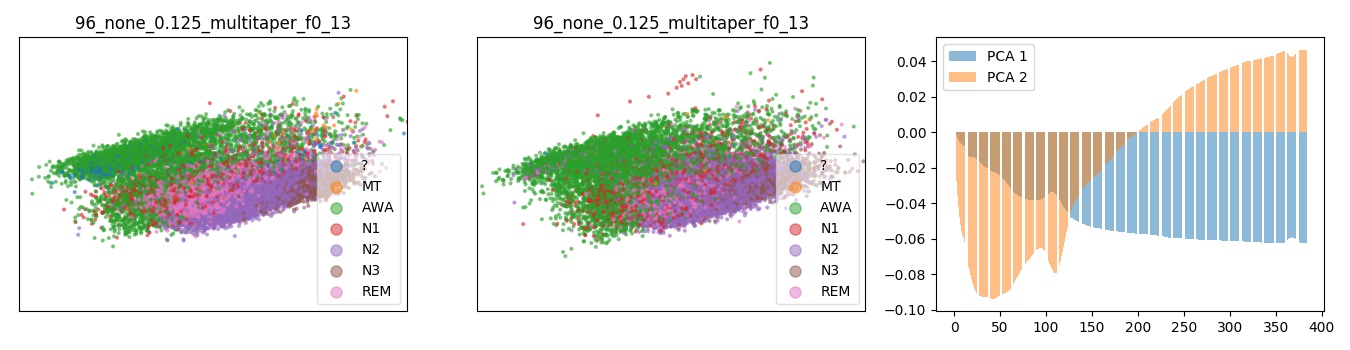 96_none_0.125_multitaper_f0_13
?
MT
AWA
N1
N2
N3
REM
96_none_0.125_multitaper_f0_13
?
MT
AWA
N1
N2
N3
REM
PCA 1
PCA 2
0.04
0.02
0.00
−0.02
−0.04
−0.06
−0.08
−0.10
0 50 100 150 200 250 300 350 400